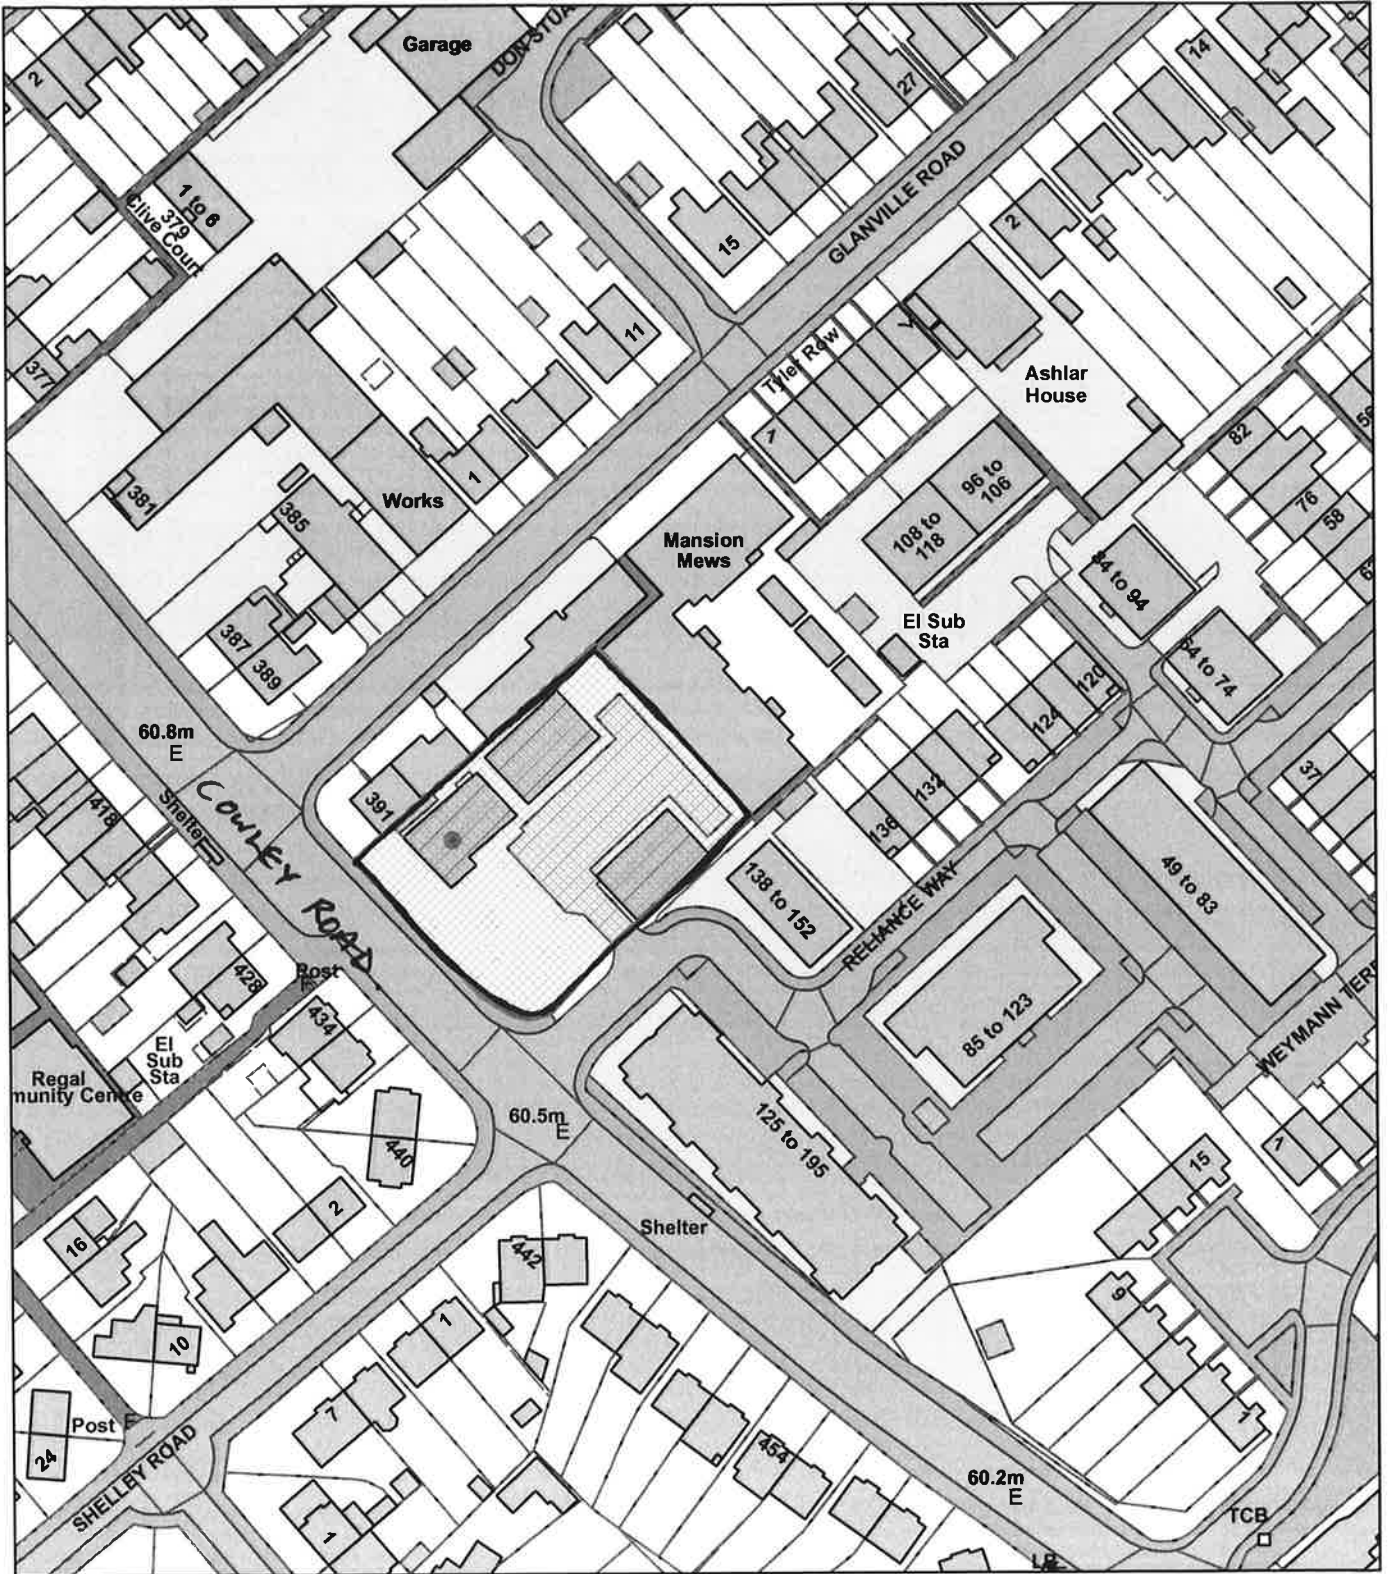 Garage
DON STUA
2
27
14
1 to 6
379
Clive Court
15
GLANVILLE ROAD
2
11
377
Tyler Row
Ashlar
House
1
82
56
381
385
Works
1
96 to
106
108 to
118
76
58
Mansion
Mews
84 to 94
El Sub
Sta
64 to 74
387
389
120
124
60.8m
E
132
136
37
391
418
Shelter
COWLEY ROAD
138 to 152
49 to 83
RELIANCE WAY
428
Post
434
85 to 123
WEYMANN TERR
El
Sub
Sta
Regal
munity Centre
60.5m
E
125 to 195
440
15
1
2
Shelter
16
442
10
1
9
7
1
Post E
24
454
SHELLEY ROAD
60.2m
E
1
TCB
LB